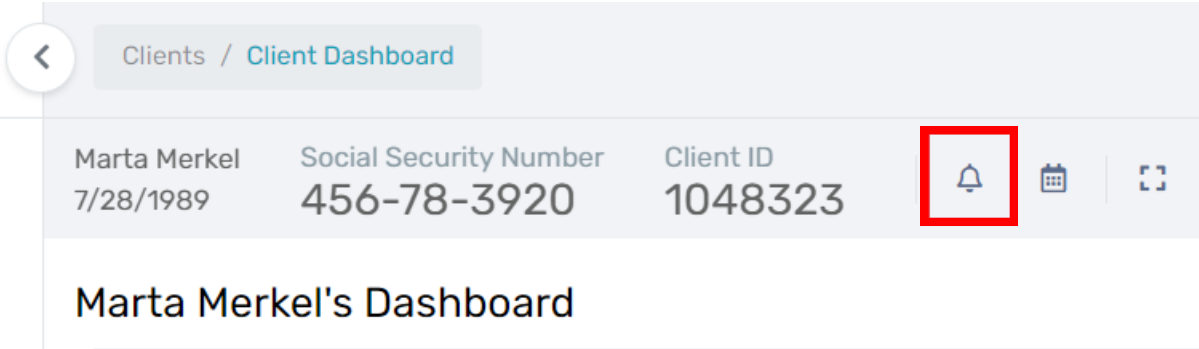 Clients / Client Dashboard
Marta Merkel Social Security Number Client ID
7/28/1989 456-78-3920 1048323
Marta Merkel's Dashboard